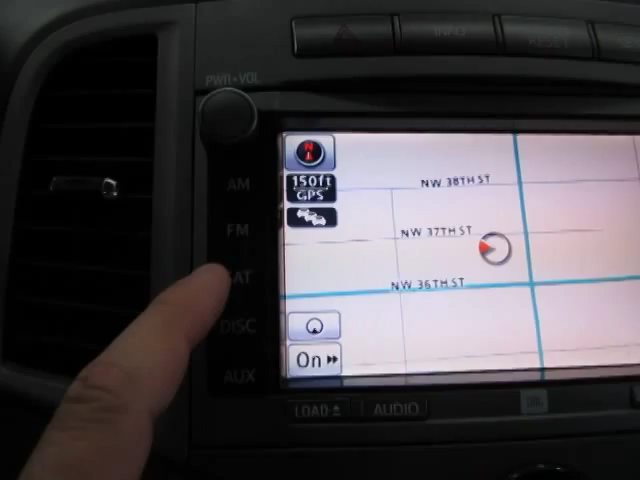 INFO
RESET
PWR•VOL
AM
FM
SAT
DISC
AUX
N
150ft
GPS
NW 38TH ST
NW 37TH ST
NW 36TH ST
On
LOAD
AUDIO
JBL